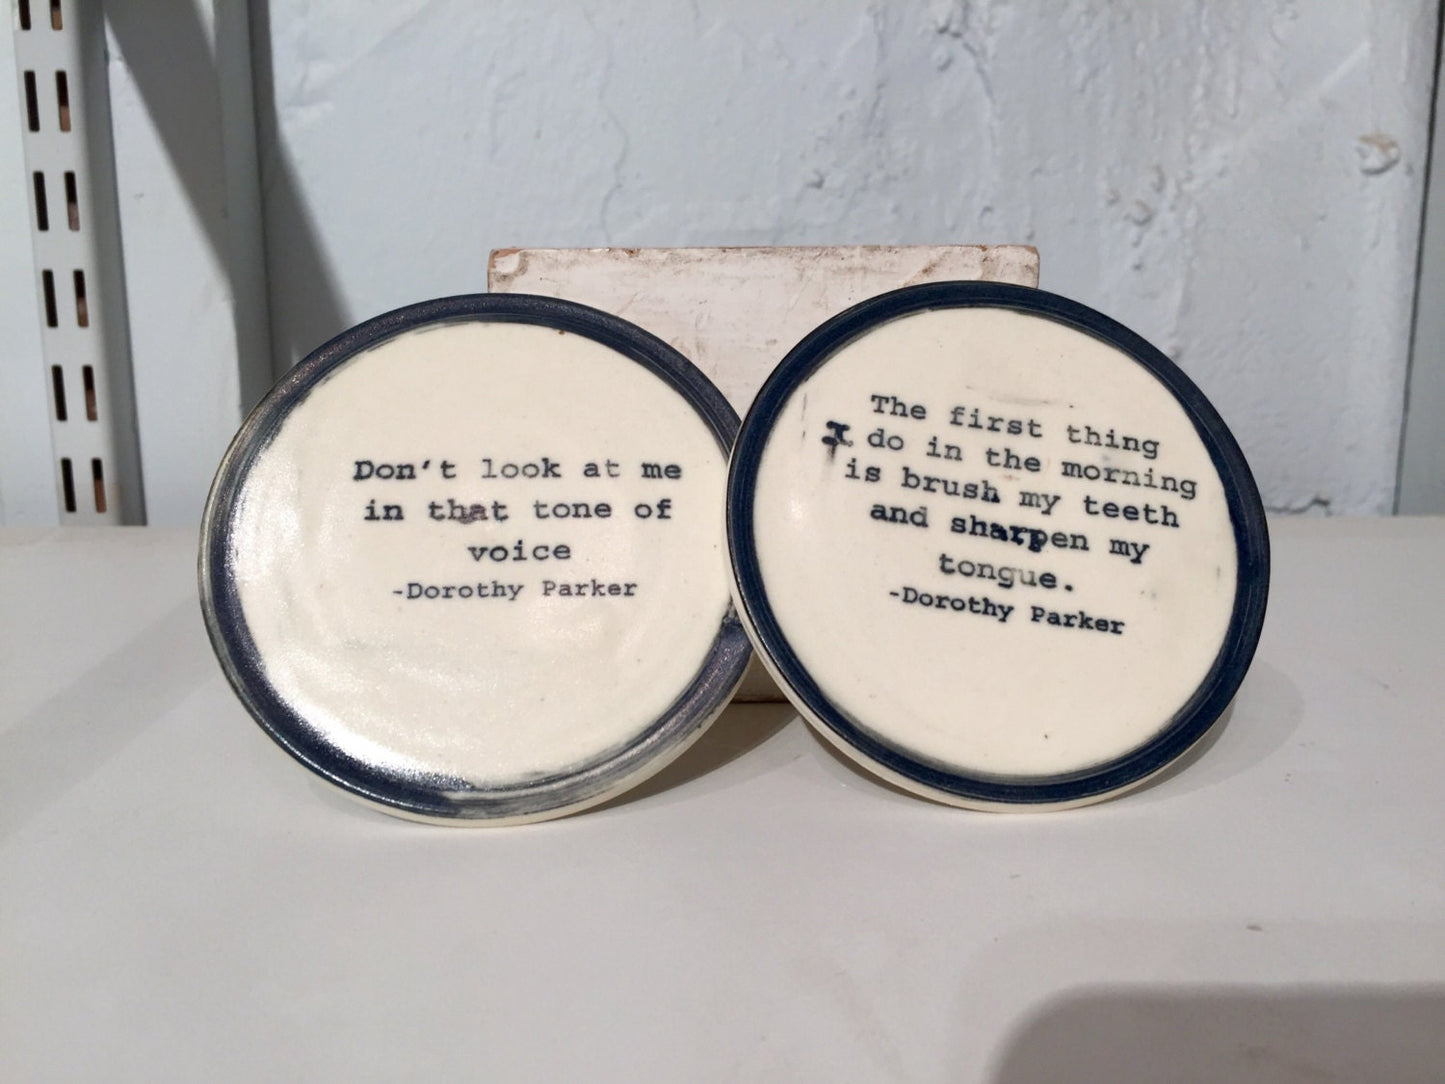 Don't look at me
in that tone of
voice
-Dorothy Parker
The first thing
I do in the morning
is brush my teeth
and sharpen my
tongue.
-Dorothy Parker